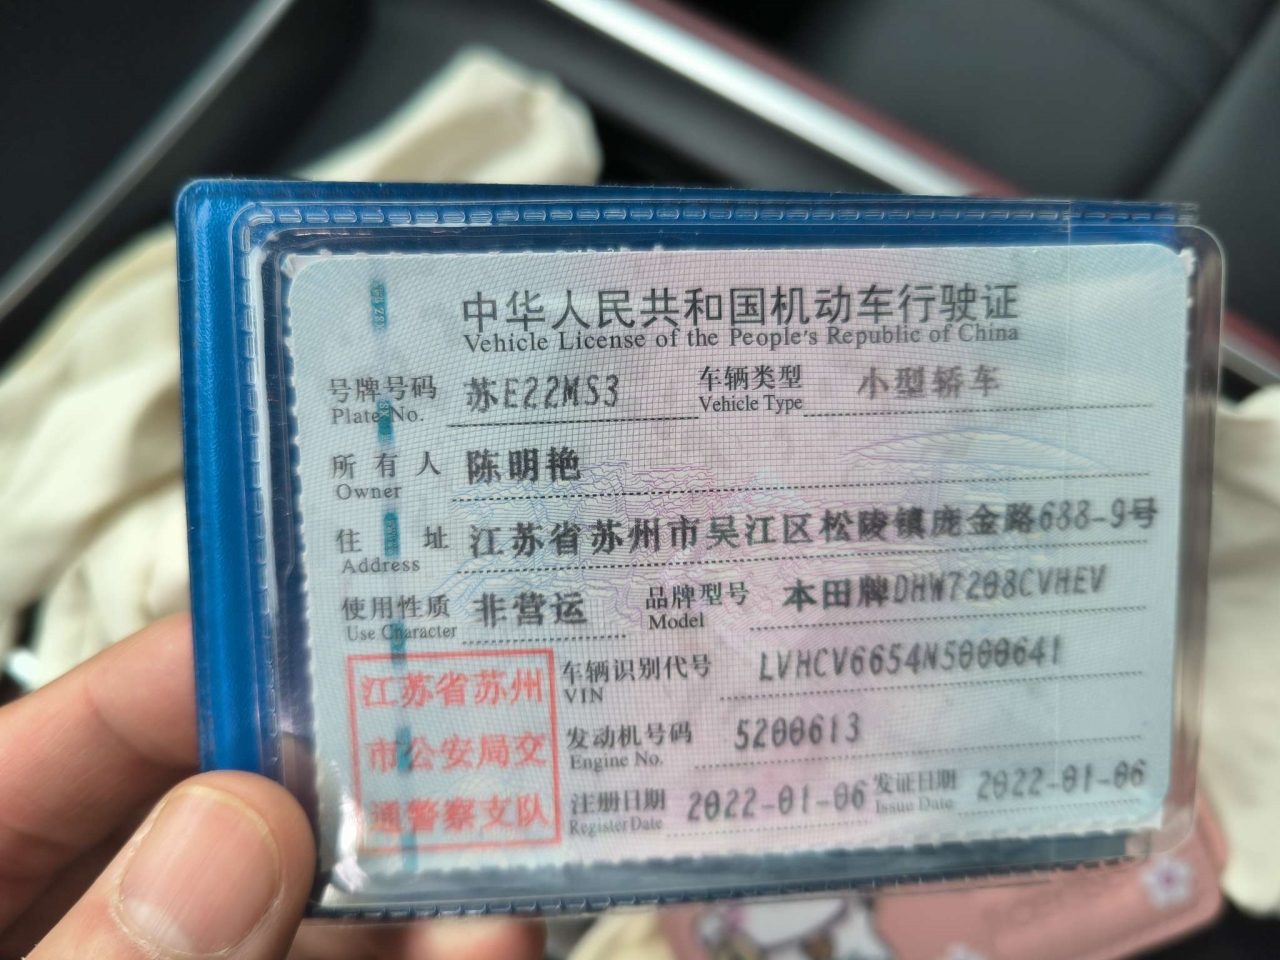 中华人民共和国机动车行驶证
Vehicle License of the People's Republic of China
号牌号码 苏E22MS3 车辆类型 小型轿车
Plate No. Vehicle Type
所有人 陈明艳
Owner
住址 江苏省苏州市吴江区松陵镇庞金路688-9号
Address
使用性质 非营运 品牌型号 本田牌DHW7208CVHEV
Use Character Model
江苏省苏州
市公安局交
通警察支队
车辆识别代号 LVHCV6654N5000641
VIN
发动机号码 5200613
Engine No.
注册日期 2022-01-06 发证日期 2022-01-06
Register Date Issue Date